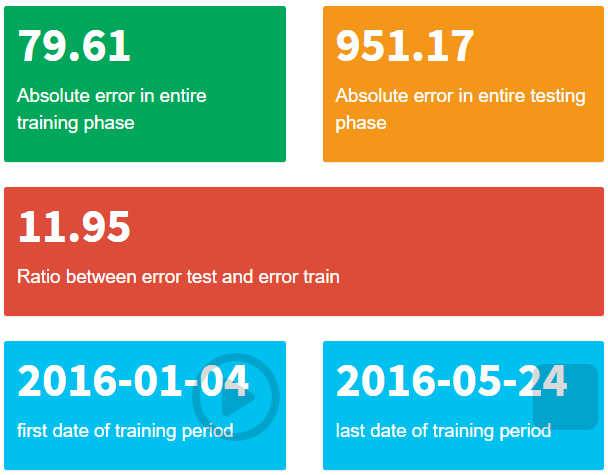 79.61
Absolute error in entire
training phase
951.17
Absolute error in entire testing
phase
11.95
Ratio between error test and error train
2016-01-04
first date of training period
2016-05-24
last date of training period